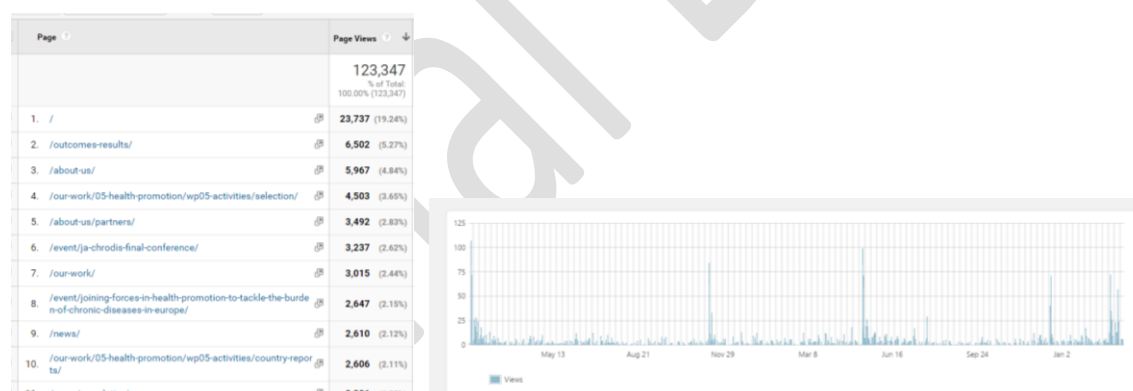 Page
Page Views
123,347
% of Total:
100.00% (123,347)
1. / 23,737 (19.24%)
2. /outcomes-results/ 6,502 (5.27%)
3. /about-us/ 5,967 (4.84%)
4. /our-work/05-health-promotion/wp05-activities/selection/ 4,503 (3.65%)
5. /about-us/partners/ 3,492 (2.83%)
6. /event/ja-chrodis-final-conference/ 3,237 (2.62%)
7. /our-work/ 3,015 (2.44%)
8. /event/joining-forces-in-health-promotion-to-tackle-the-burde
n-of-chronic-diseases-in-europe/ 2,647 (2.15%)
9. /news/ 2,610 (2.12%)
10. /our-work/05-health-promotion/wp05-activities/country-repor
ts/ 2,606 (2.11%)
125
100
75
50
25
0
May 13 Aug 21 Nov 29 Mar 8 Jun 16 Sep 24 Jan 2
Views